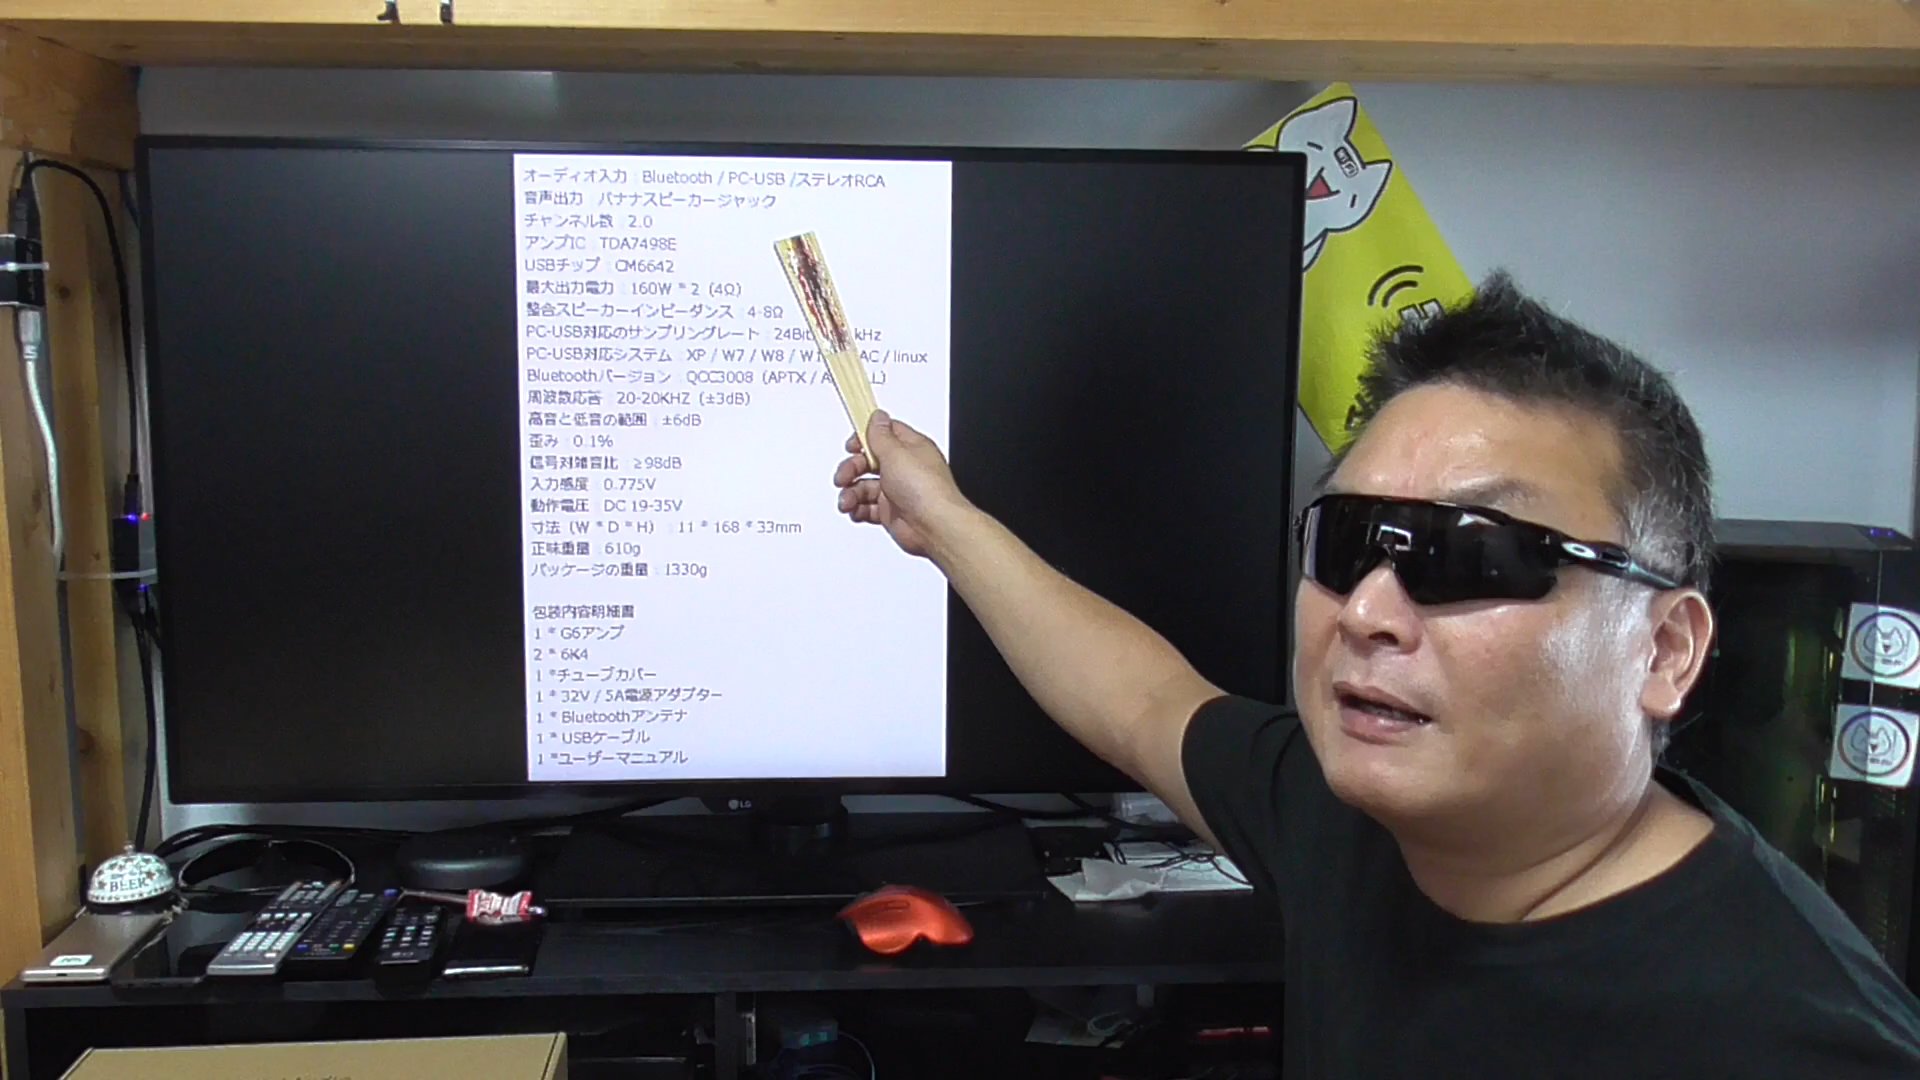 オーディオ入力：Bluetooth / PC-USB /ステレオRCA
音声出力：バナナスピーカージャック
チャンネル数：2.0
アンプIC：TDA7498E
USBチップ：CM6642
最大出力電力：160W * 2（4Ω）
整合スピーカーインピーダンス：4-8Ω
PC-USB対応のサンプリングレート：24Bit kHz
PC-USB対応システム：XP / W7 / W8 / / linux
Bluetoothバージョン：QCC3008（APTX /
周波数応答：20-20KHZ（±3dB）
高音と低音の範囲：±6dB
歪み：0.1%
信号対雑音比：≥98dB
入力感度：0.775V
動作電圧：DC 19-35V
寸法（W * D * H）：11 * 168 * 33mm
正味重量：610g
パッケージの重量：1330g
包装内容明細書
1 * G6アンプ
2 * 6K4
1 *チューブカバー
1 * 32V / 5A電源アダプター
1 * Bluetoothアンテナ
1 * USBケーブル
1 *ユーザーマニュアル
LG
BEER